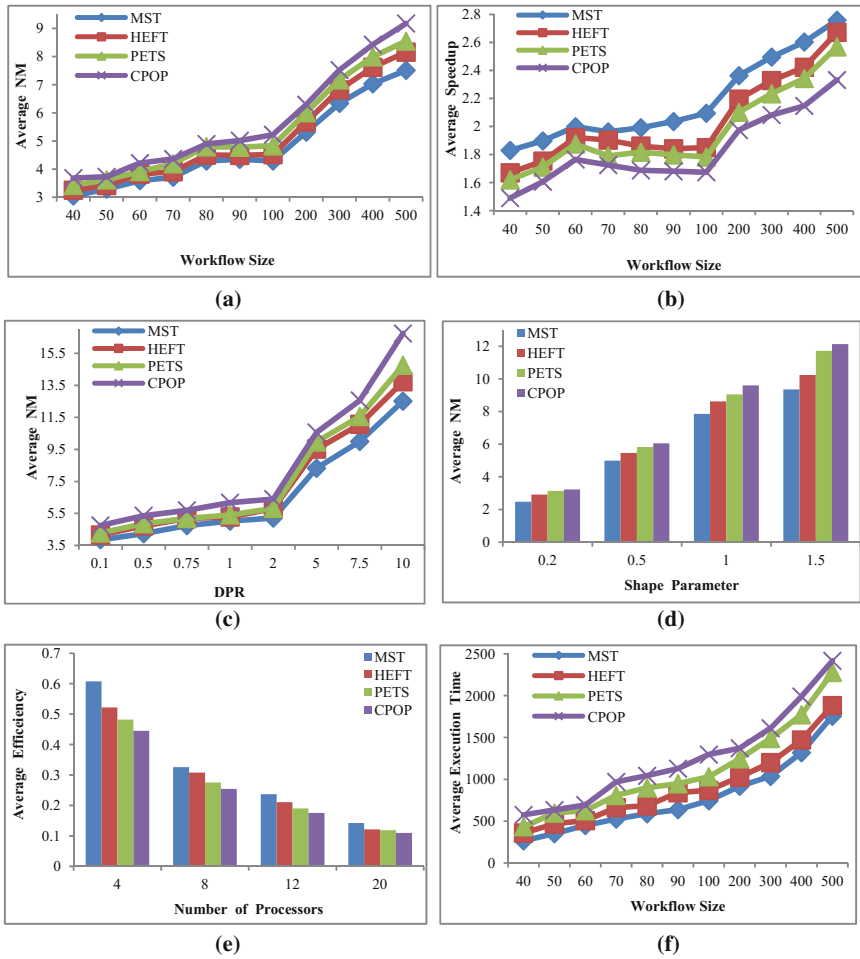 MST
HEFT
PETS
CPOP
9
8
7
6
5
4
3
Average NM
40 50 60 70 80 90 100 200 300 400 500
Workflow Size
(a)
MST
HEFT
PETS
CPOP
2.8
2.6
2.4
2.2
2
1.8
1.6
1.4
Average Speedup
40 50 60 70 80 90 100 200 300 400 500
Workflow Size
(b)
MST
HEFT
PETS
CPOP
15.5
13.5
11.5
9.5
7.5
5.5
3.5
Average NM
0.1 0.5 0.75 1 2 5 7.5 10
DPR
(c)
MST
HEFT
PETS
CPOP
12
10
8
6
4
2
0
Average NM
0.2 0.5 1 1.5
Shape Parameter
(d)
MST
HEFT
PETS
CPOP
0.7
0.6
0.5
0.4
0.3
0.2
0.1
0
Average Efficeiency
4 8 12 20
Number of Processors
(e)
MST
HEFT
PETS
CPOP
2500
2000
1500
1000
500
0
Average Execution Time
40 50 60 70 80 90 100 200 300 400 500
Workflow Size
(f)